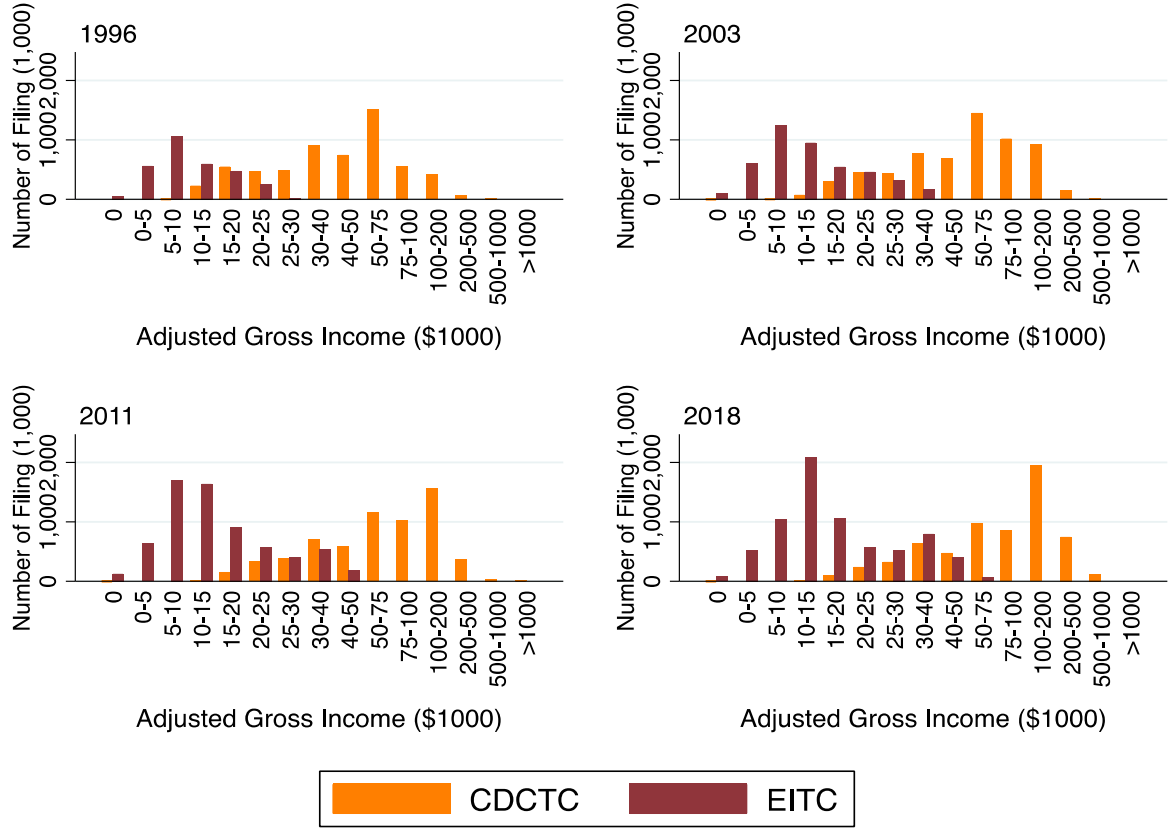 1996
Number of Filing (1,000)
0 1,000 2,000
0 0-5 5-10 10-15 15-20 20-25 25-30 30-40 40-50 50-75 75-100 100-200 200-500 500-1000 >1000
Adjusted Gross Income ($1000)
2003
Number of Filing (1,000)
0 1,000 2,000
0 0-5 5-10 10-15 15-20 20-25 25-30 30-40 40-50 50-75 75-100 100-200 200-500 500-1000 >1000
Adjusted Gross Income ($1000)
2011
Number of Filing (1,000)
0 1,000 2,000
0 0-5 5-10 10-15 15-20 20-25 25-30 30-40 40-50 50-75 75-100 100-200 200-500 500-1000 >1000
Adjusted Gross Income ($1000)
2018
Number of Filing (1,000)
0 1,000 2,000
0 0-5 5-10 10-15 15-20 20-25 25-30 30-40 40-50 50-75 75-100 100-200 200-500 500-1000 >1000
Adjusted Gross Income ($1000)
CDCTC EITC